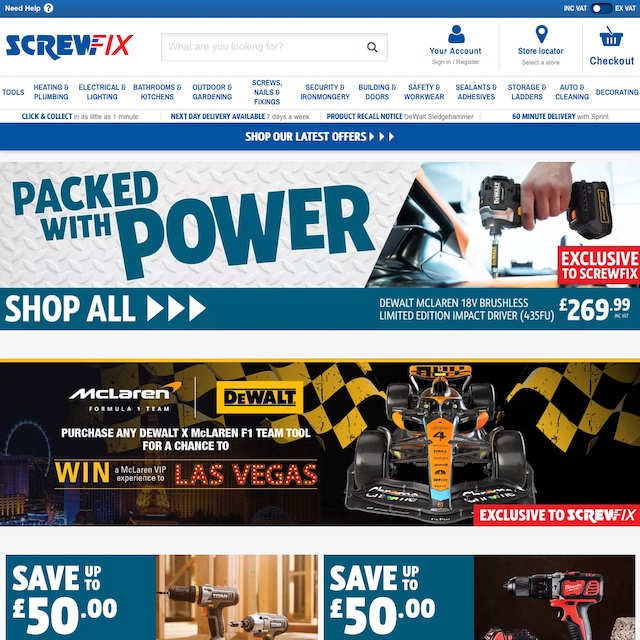 Need Help ?
INC VAT EX VAT
SCREWFIX
What are you looking for?
Your Account
Sign in / Register
Store locator
Select a store
Checkout
TOOLS
HEATING &
PLUMBING
ELECTRICAL &
LIGHTING
BATHROOMS &
KITCHENS
OUTDOOR &
GARDENING
SCREWS,
NAILS &
FIXINGS
SECURITY &
IRONMONGERY
BUILDING &
DOORS
SAFETY &
WORKWEAR
SEALANTS &
ADHESIVES
STORAGE &
LADDERS
AUTO &
CLEANING
DECORATING
CLICK & COLLECT in as little as 1 minute
NEXT DAY DELIVERY AVAILABLE 7 days a week
PRODUCT RECALL NOTICE DeWalt Sledgehammer
60 MINUTE DELIVERY with Sprint
SHOP OUR LATEST OFFERS
PACKED
WITH POWER
DEWALT
EXCLUSIVE
TO SCREWFIX
SHOP ALL
DEWALT MCLAREN 18V BRUSHLESS
LIMITED EDITION IMPACT DRIVER (435FU)
£269.99
INC VAT
McLaren
FORMULA 1 TEAM
DEWALT
PURCHASE ANY DEWALT X McLAREN F1 TEAM TOOL
FOR A CHANCE TO
WIN a McLaren VIP
experience to LAS VEGAS
4
EXCLUSIVE TO SCREWFIX
SAVE UP
TO
£50.00
TITAN
SAVE UP
TO
£50.00
Milwaukee